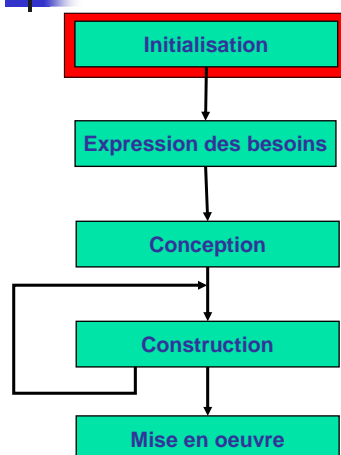 Initialisation
Expression des besoins
Conception
Construction
Mise en oeuvre